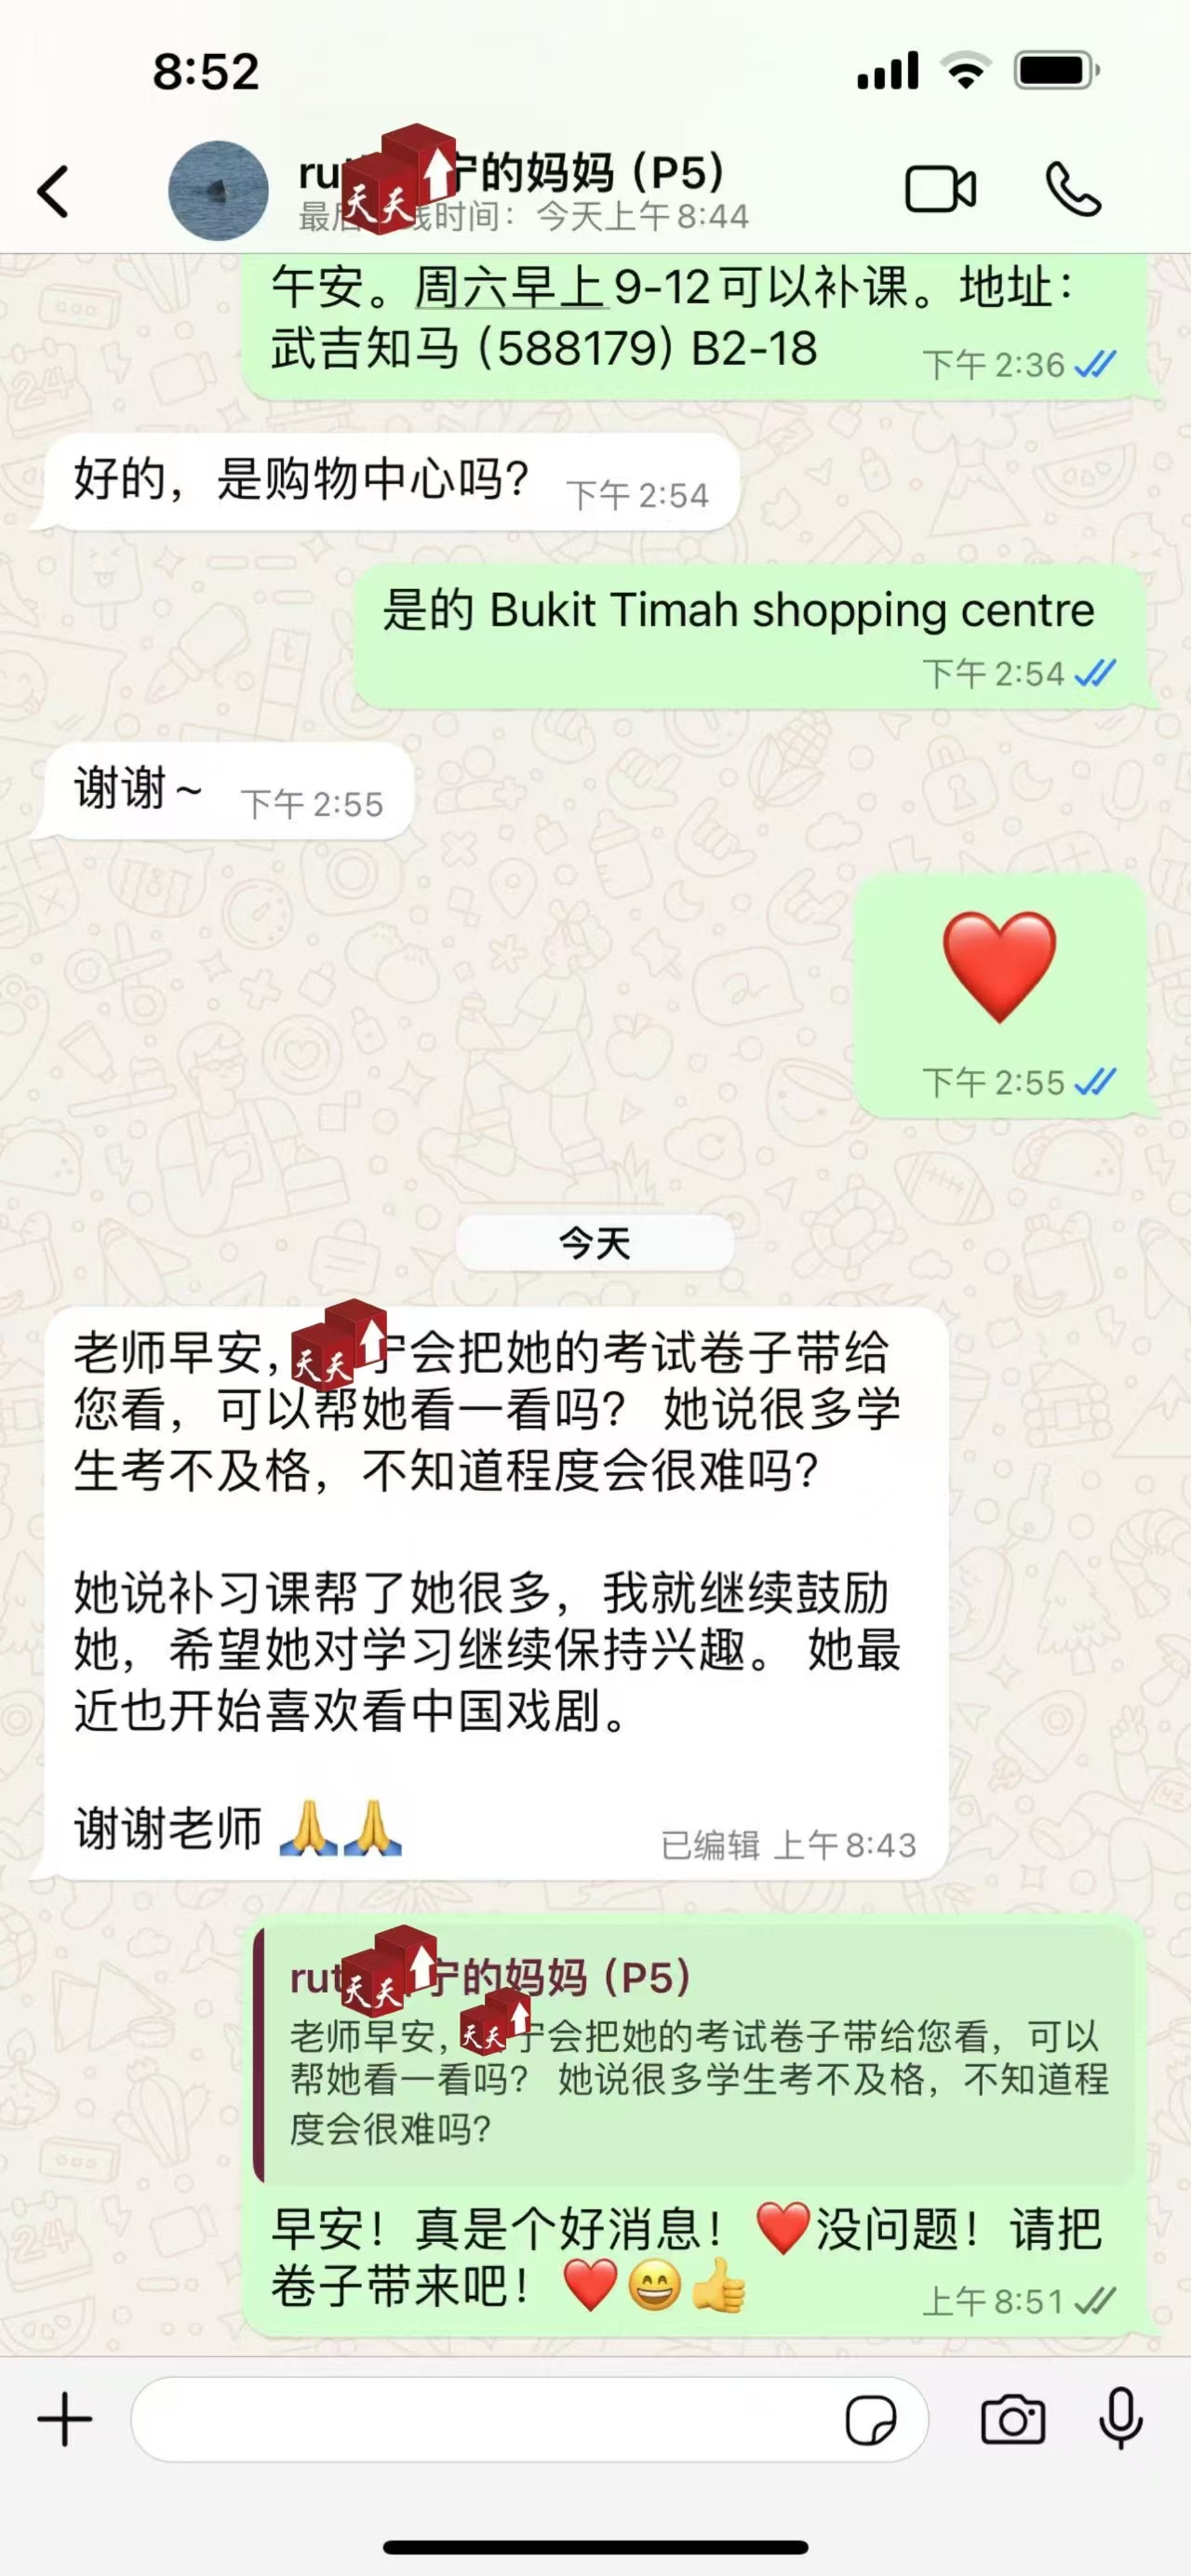 8:52
ru 天天 宁的妈妈 (P5)
最后 线时间：今天上午8:44
午安。周六早上9-12可以补课。地址：
武吉知马 (588179) B2-18
下午 2:36
好的，是购物中心吗？
下午 2:54
是的 Bukit Timah shopping centre
下午 2:54
谢谢~
下午 2:55
下午 2:55
今天
老师早安，天天 宁会把她的考试卷子带给
您看，可以帮她看一看吗？ 她说很多学
生考不及格，不知道程度会很难吗？
她说补习课帮了她很多，我就继续鼓励
她，希望她对学习继续保持兴趣。 她最
近也开始喜欢看中国戏剧。
谢谢老师 🙏🙏
已编辑 上午 8:43
rut 天天 宁的妈妈 (P5)
老师早安，天天 宁会把她的考试卷子带给您看，可以
帮她看一看吗？ 她说很多学生考不及格，不知道程
度会很难吗？
早安！真是个好消息！❤️没问题！请把
卷子带来吧！❤️😄👍
上午 8:51